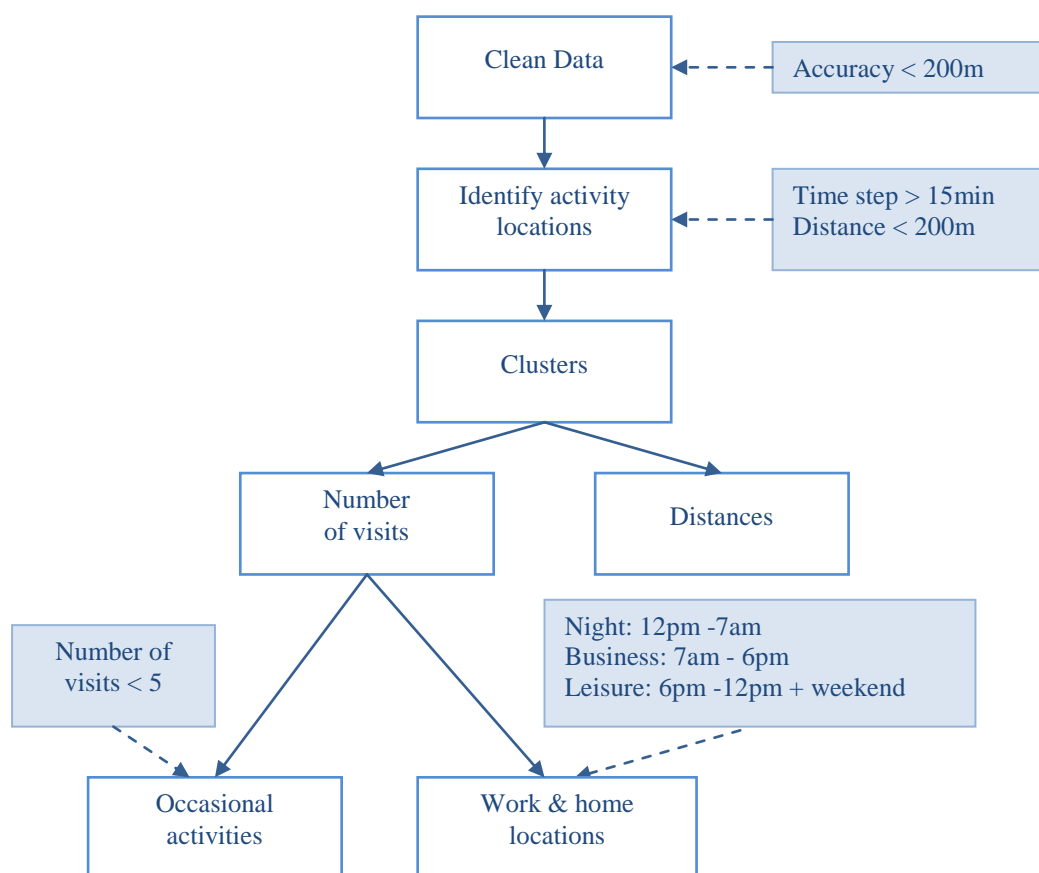 Clean Data
Accuracy < 200m
Identify activity
locations
Time step > 15min
Distance < 200m
Clusters
Number
of visits
Distances
Number of
visits < 5
Night: 12pm -7am
Business: 7am - 6pm
Leisure: 6pm -12pm + weekend
Occasional
activities
Work & home
locations